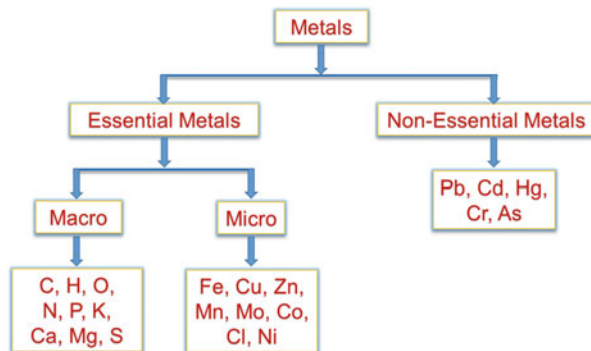 Metals
Essential Metals
Non-Essential Metals
Macro
Micro
Pb, Cd, Hg,
Cr, As
C, H, O,
N, P, K,
Ca, Mg, S
Fe, Cu, Zn,
Mn, Mo, Co,
Cl, Ni